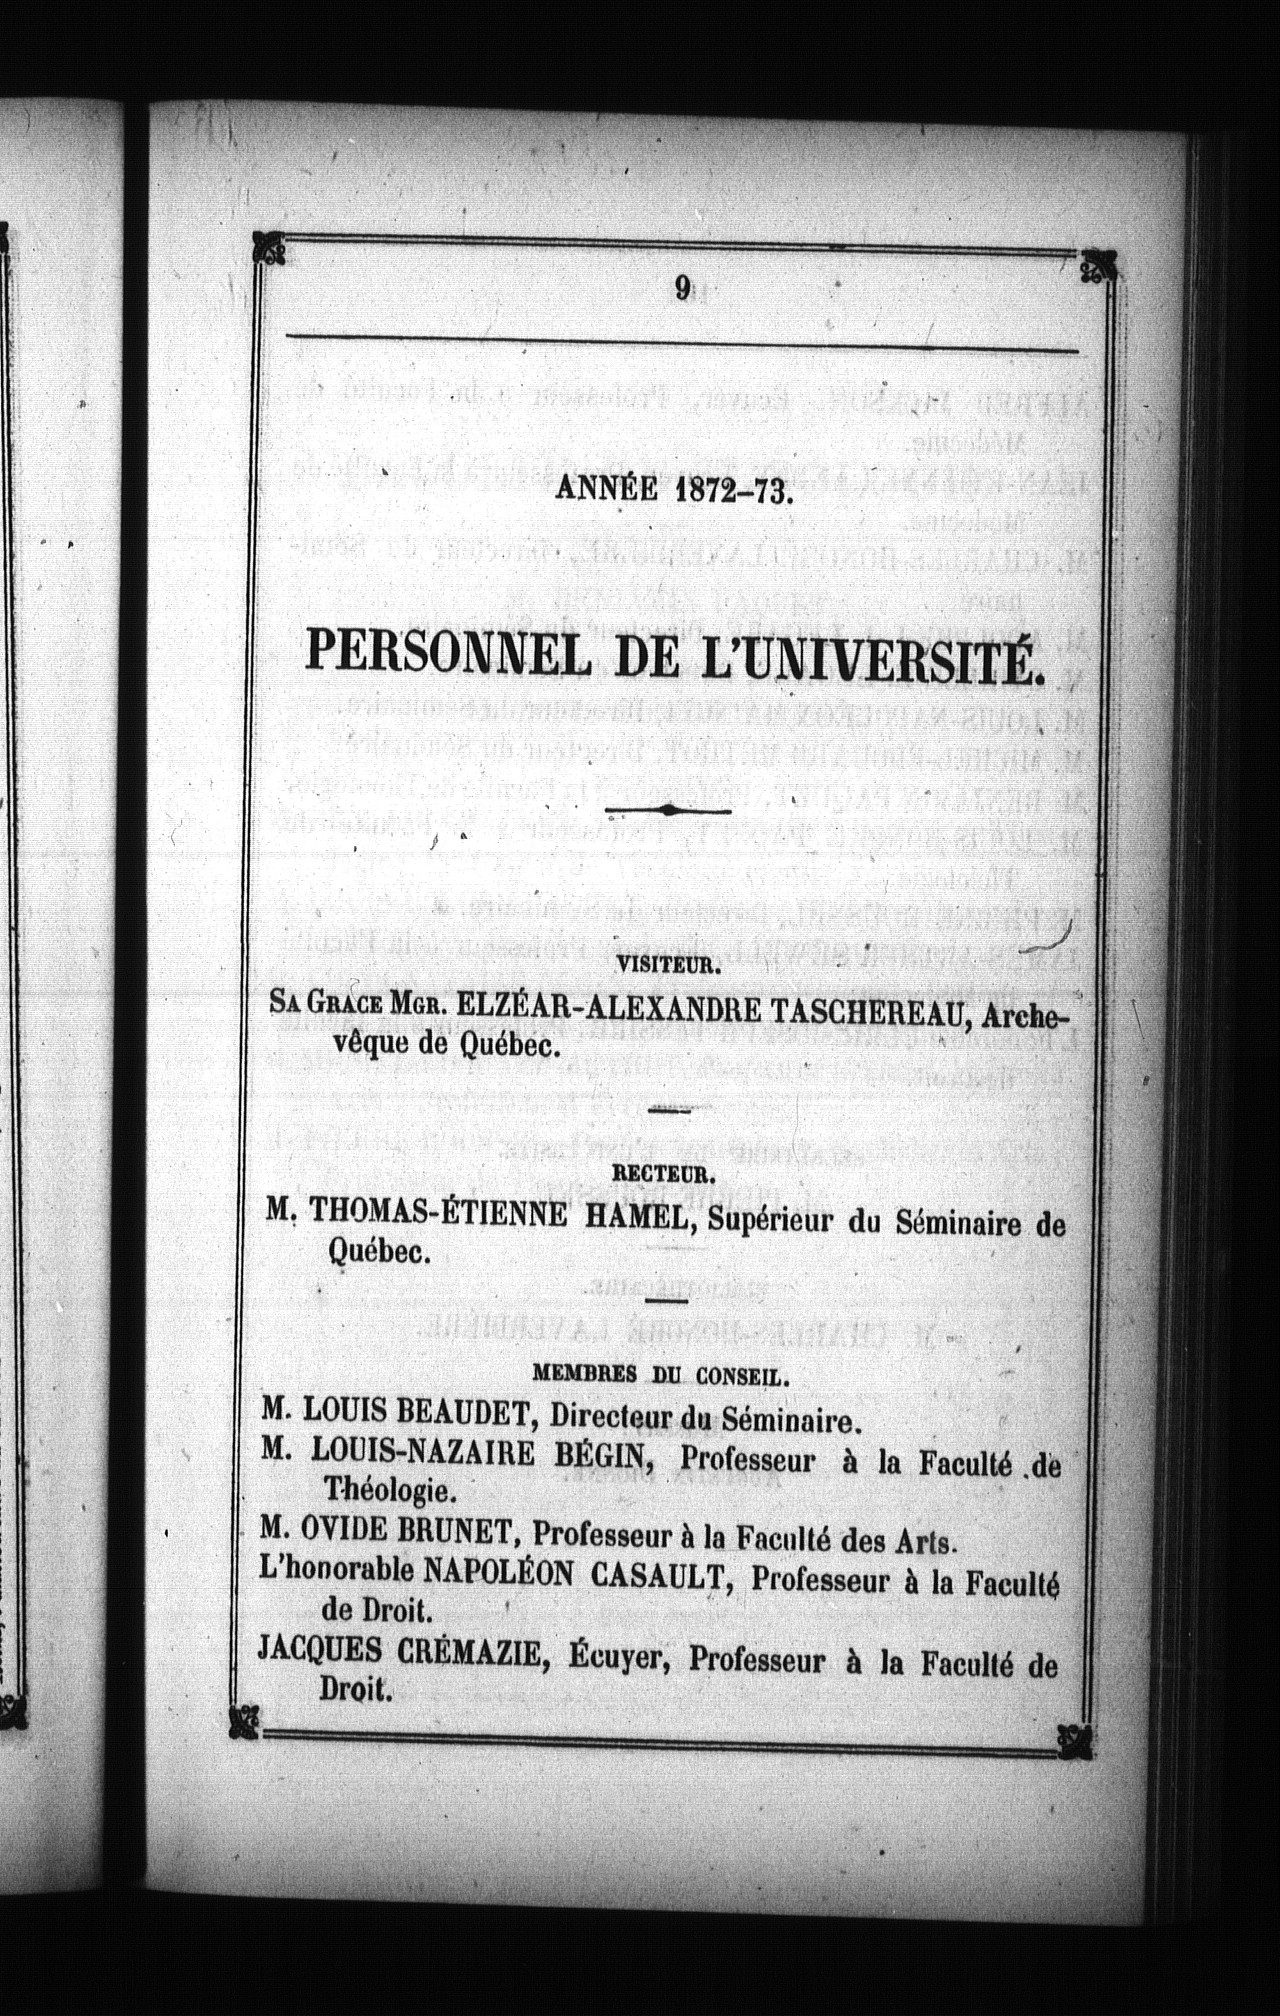 9
ANNÉE 1872–73.
PERSONNEL DE L'UNIVERSITÉ.
VISITEUR.
SA GRACE MGR. ELZÉAR-ALEXANDRE TASCHEREAU, Arche-
vêque de Québec.
RECTEUR.
M. THOMAS-ÉTIENNE HAMEL, Supérieur du Séminaire de
Québec.
MEMBRES DU CONSEIL.
M. LOUIS BEAUDET, Directeur du Séminaire.
M. LOUIS-NAZAIRE BÉGIN, Professeur à la Faculté de
Théologie.
M. OVIDE BRUNET, Professeur à la Faculté des Arts.
L'honorable NAPOLÉON CASAULT, Professeur à la Faculté
de Droit.
JACQUES CRÉMAZIE, Écuyer, Professeur à la Faculté de
Droit.